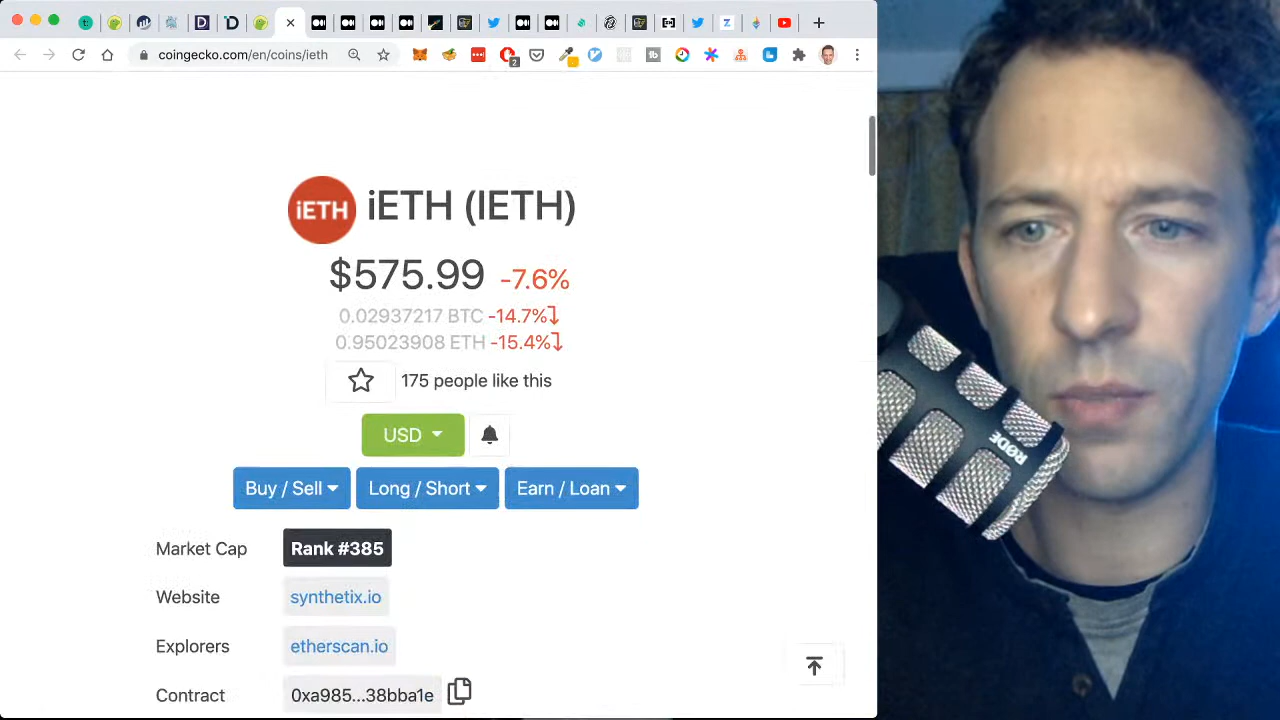 coingecko.com/en/coins/ieth
2
iETH
iETH (IETH)
$575.99 -7.6%
0.02937217 BTC -14.7%
0.95023908 ETH -15.4%
175 people like this
USD
Buy / Sell Long / Short Earn / Loan
Market Cap Rank #385
Website synthetix.io
Explorers etherscan.io
Contract 0xa985...38bba1e
RØDE